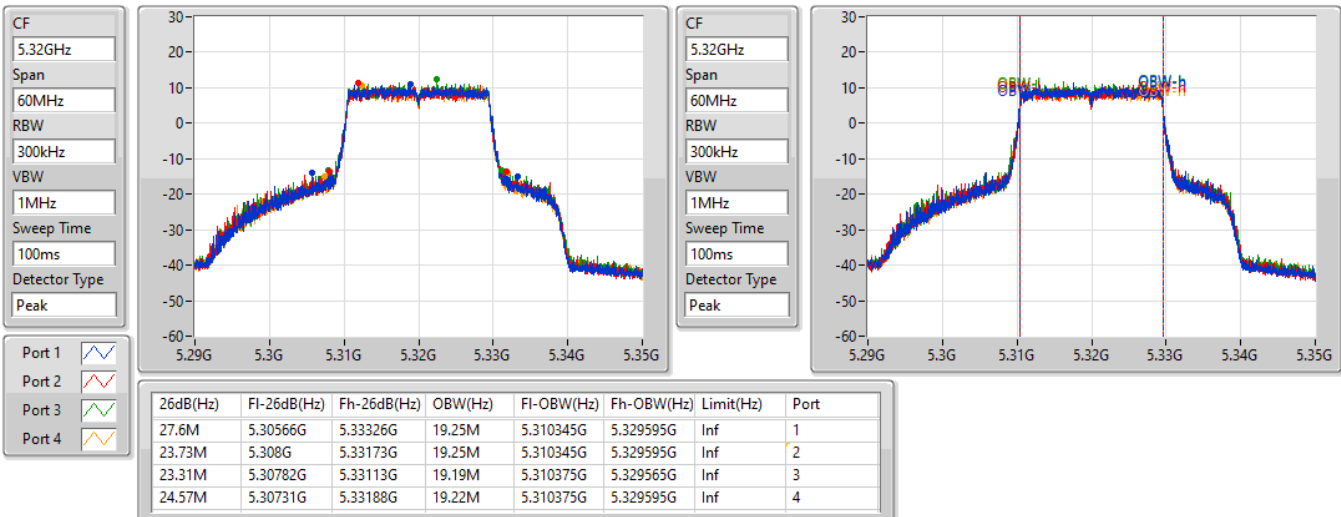 CF
5.32GHz
Span
60MHz
RBW
300kHz
VBW
1MHz
Sweep Time
100ms
Detector Type
Peak
30
20
10
0
-10
-20
-30
-40
-50
-60
5.29G 5.3G 5.31G 5.32G 5.33G 5.34G 5.35G
CF
5.32GHz
Span
60MHz
RBW
300kHz
VBW
1MHz
Sweep Time
100ms
Detector Type
Peak
30
20
10
0
-10
-20
-30
-40
-50
-60
OBW-l OBW-h
5.29G 5.3G 5.31G 5.32G 5.33G 5.34G 5.35G
Port 1
Port 2
Port 3
Port 4
26dB(Hz) Fl-26dB(Hz) Fh-26dB(Hz) OBW(Hz) Fl-OBW(Hz) Fh-OBW(Hz) Limit(Hz) Port
27.6M 5.30566G 5.33326G 19.25M 5.310345G 5.329595G Inf 1
23.73M 5.308G 5.33173G 19.25M 5.310345G 5.329595G Inf 2
23.31M 5.30782G 5.33113G 19.19M 5.310375G 5.329565G Inf 3
24.57M 5.30731G 5.33188G 19.22M 5.310375G 5.329595G Inf 4